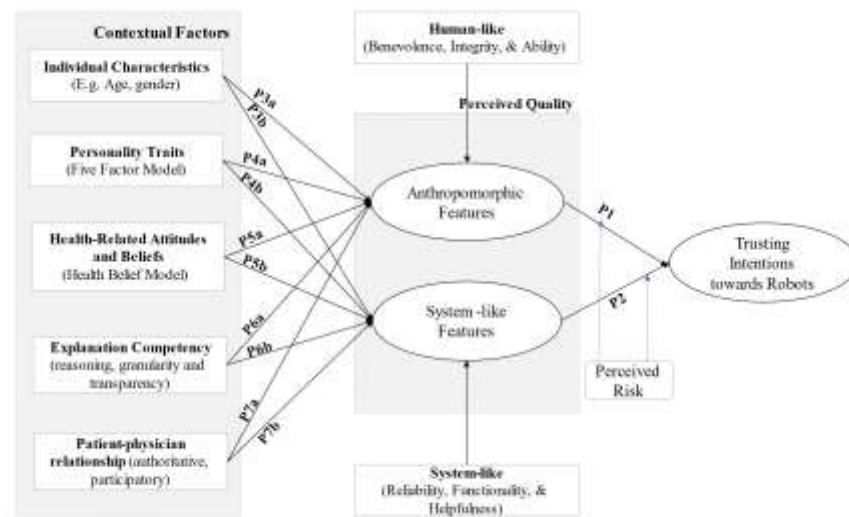 Contextual Factors
Individual Characteristics
(E.g. Age, gender)
Personality Traits
(Five Factor Model)
Health-Related Attitudes
and Beliefs
(Health Belief Model)
Explanation Competency
(reasoning, granularity and
transparency)
Patient-physician
relationship (authoritative,
participatory)
P3a
P3b
P4a
P4b
P5a
P5b
P6a
P6b
P7a
P7b
Human-like
(Benevolence, Integrity, & Ability)
Perceived Quality
Anthropomorphic
Features
System -like
Features
System-like
(Reliability, Functionality, &
Helpfulness)
P1
P2
Perceived
Risk
Trusting
Intentions
towards Robots